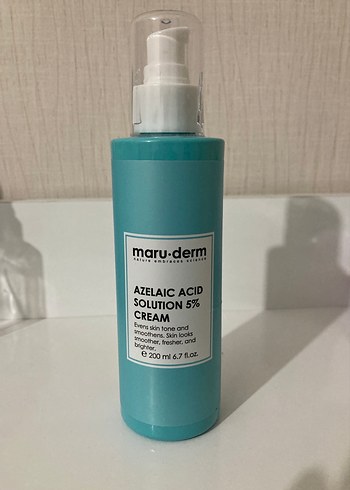 maru·derm
nature embraces science
AZELAIC ACID
SOLUTION 5%
CREAM
Evens skin tone and
smoothens. Skin looks
smoother, fresher, and
brighter.
℮ 200 ml 6.7 fl.oz.